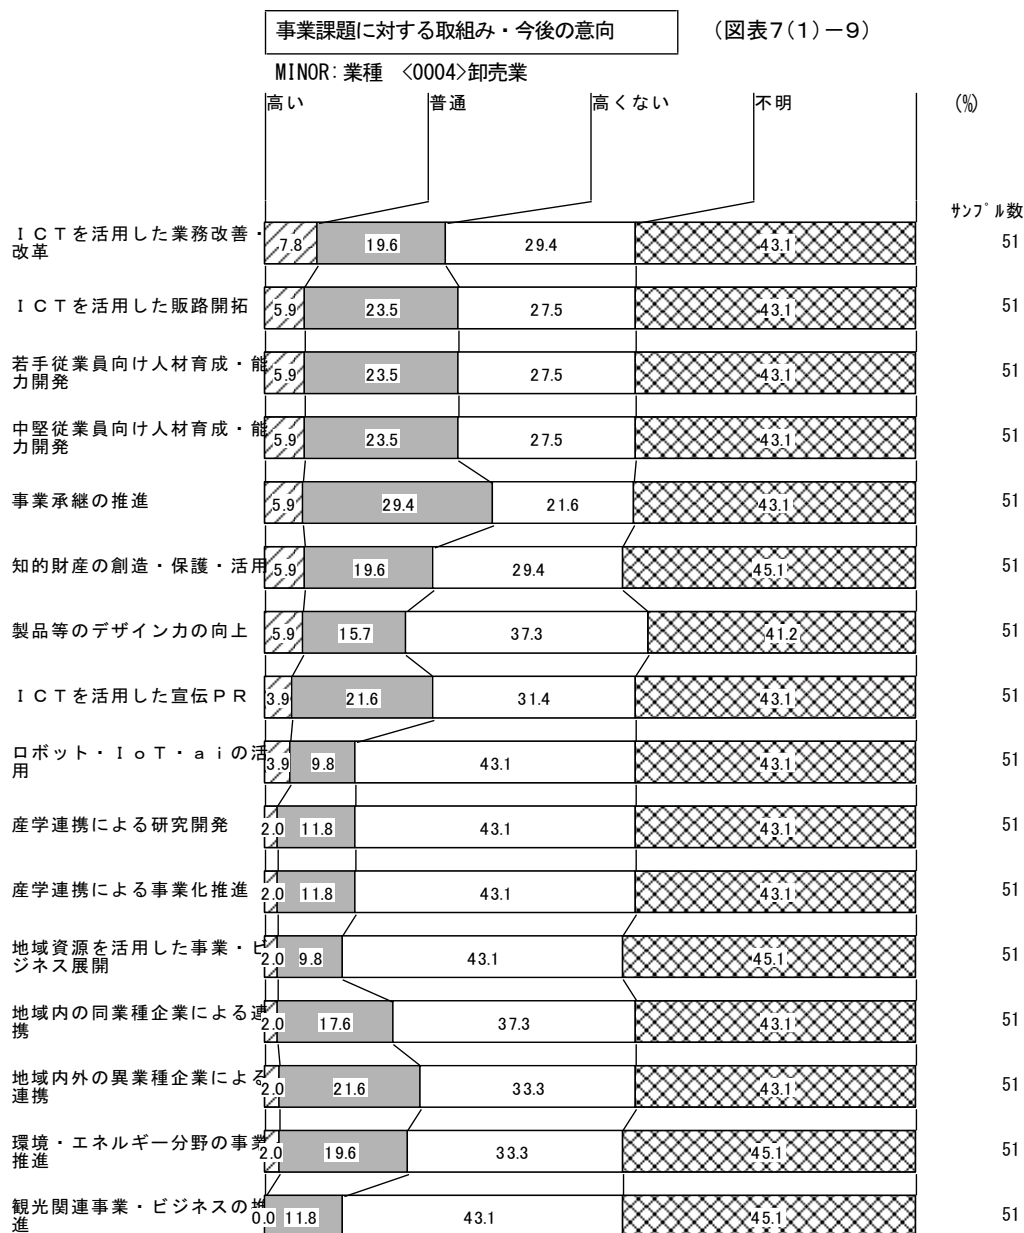 事業課題に対する取組み・今後の意向 （図表７(１)－９）
MINOR: 業種 <0004>卸売業
高い 普通 高くない 不明 (%)
ｻﾝﾌﾟﾙ数
ＩＣＴを活用した業務改善・
改革
7.8 19.6 29.4 43.1 51
ＩＣＴを活用した販路開拓 5.9 23.5 27.5 43.1 51
若手従業員向け人材育成・能
力開発
5.9 23.5 27.5 43.1 51
中堅従業員向け人材育成・能
力開発
5.9 23.5 27.5 43.1 51
事業承継の推進 5.9 29.4 21.6 43.1 51
知的財産の創造・保護・活用 5.9 19.6 29.4 45.1 51
製品等のデザイン力の向上 5.9 15.7 37.3 41.2 51
ＩＣＴを活用した宣伝ＰＲ 3.9 21.6 31.4 43.1 51
ロボット・ＩｏＴ・ａｉの活
用
3.9 9.8 43.1 43.1 51
産学連携による研究開発 2.0 11.8 43.1 43.1 51
産学連携による事業化推進 2.0 11.8 43.1 43.1 51
地域資源を活用した事業・ビ
ジネス展開
2.0 9.8 43.1 45.1 51
地域内の同業種企業による連
携
2.0 17.6 37.3 43.1 51
地域内外の異業種企業による
連携
2.0 21.6 33.3 43.1 51
環境・エネルギー分野の事業
推進
2.0 19.6 33.3 45.1 51
観光関連事業・ビジネスの推
進
0.0 11.8 43.1 45.1 51